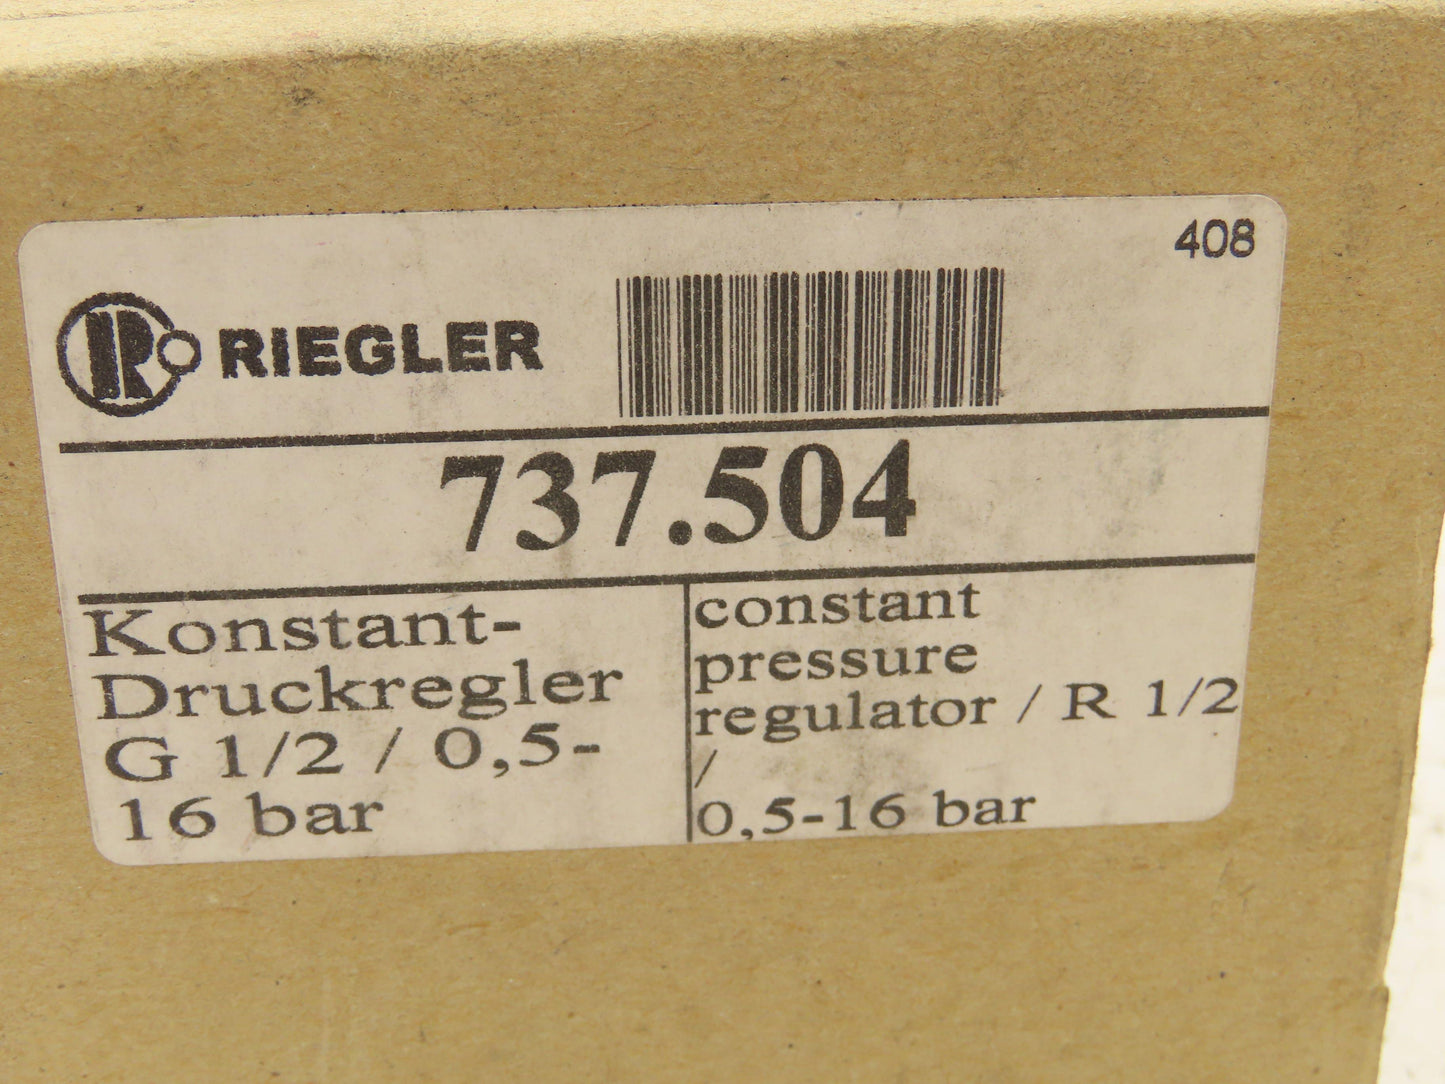 408
RIEGLER
737.504
Konstant-
Druckregler
G 1/2 / 0,5-
16 bar
constant
pressure
regulator / R 1/2
/
0,5-16 bar